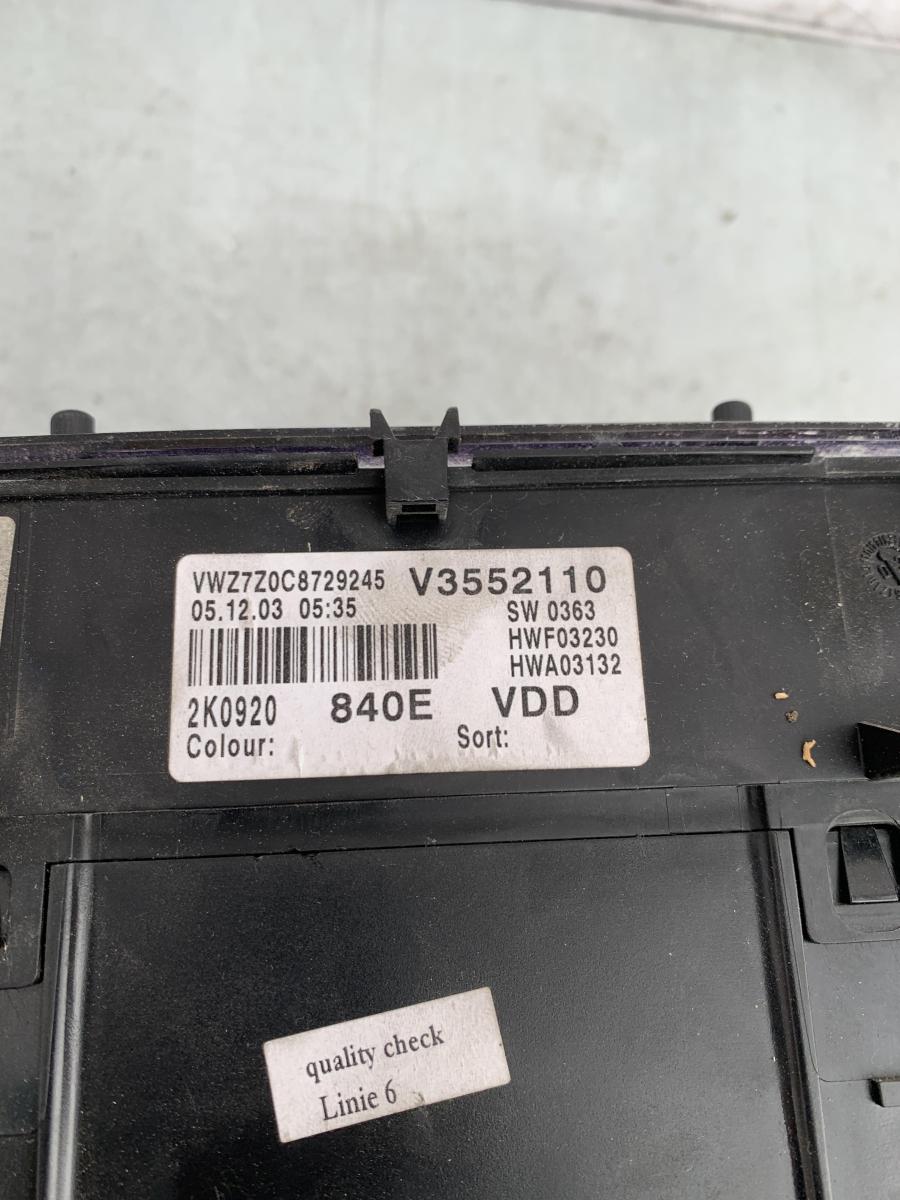 VWZ7Z0C8729245 V3552110
05.12.03 05:35 SW 0363
HWF03230
HWA03132
2K0920 840E VDD
Colour: Sort:
quality check
Linie 6